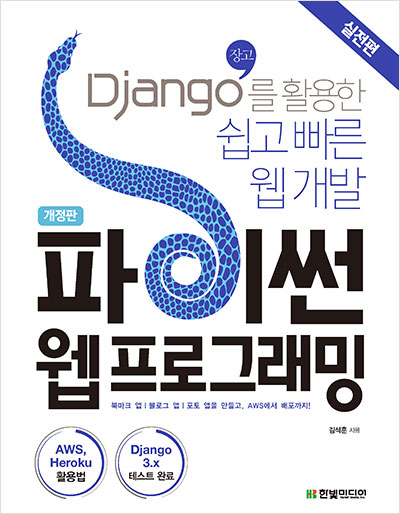 실전편
장고
Django를 활용한
쉽고 빠른
웹 개발
개정판
파이썬
웹 프로그래밍
북마크 앱 | 블로그 앱 | 포토 앱을 만들고, AWS에서 배포까지!
김석훈 지음
AWS,
Heroku
활용법
Django
3.x
테스트 완료
HB 한빛미디어
Hanbit Media, Inc.